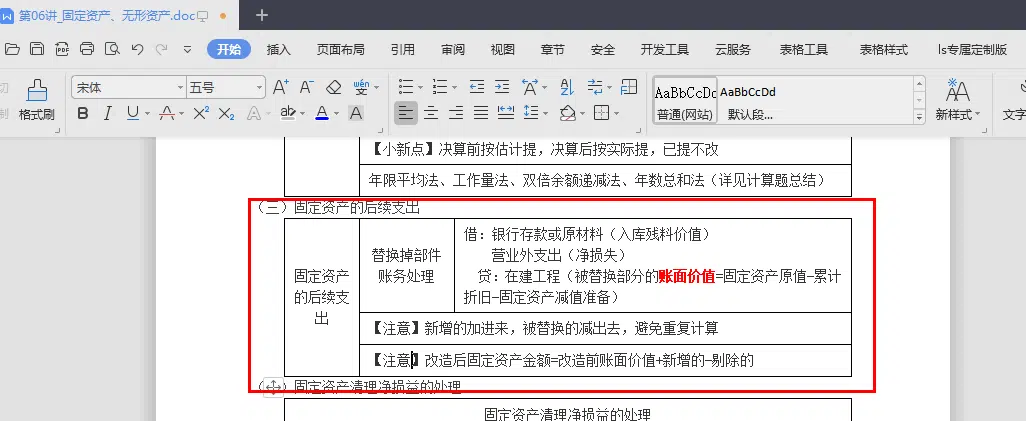 第06讲_固定资产、无形资产.doc
开始 插入 页面布局 引用 审阅 视图 章节 安全 开发工具 云服务 表格工具 表格样式 ls专属定制版
格式刷 宋体 五号 AaBbCcDc AaBbCcDd
B I U A X² X₂ A ab A A 普通(网站) 默认段... 新样式
【小新点】决算前按估计提，决算后按实际提，已提不改
年限平均法、工作量法、双倍余额递减法、年数总和法（详见计算题总结）
（三）固定资产的后续支出
固定资产的后续支出
替换掉部件
账务处理
借：银行存款或原材料（入库残料价值）
营业外支出（净损失）
贷：在建工程（被替换部分的账面价值=固定资产原值-累计
折旧-固定资产减值准备）
【注意】新增的加进来，被替换的减出去，避免重复计算
【注意】改造后固定资产金额=改造前账面价值+新增的-剔除的
固定资产清理净损益的处理
固定资产清理净损益的处理